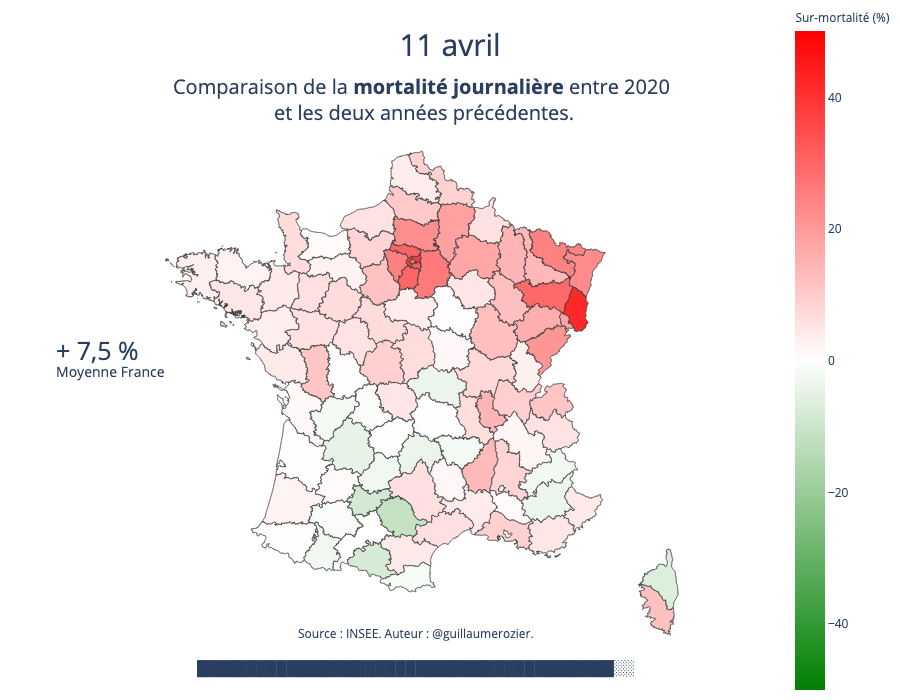 Sur-mortalité (%)
11 avril
Comparaison de la mortalité journalière entre 2020
et les deux années précédentes.
40
20
0
−20
−40
+ 7,5 %
Moyenne France
Source : INSEE. Auteur : @guillaumerozier.